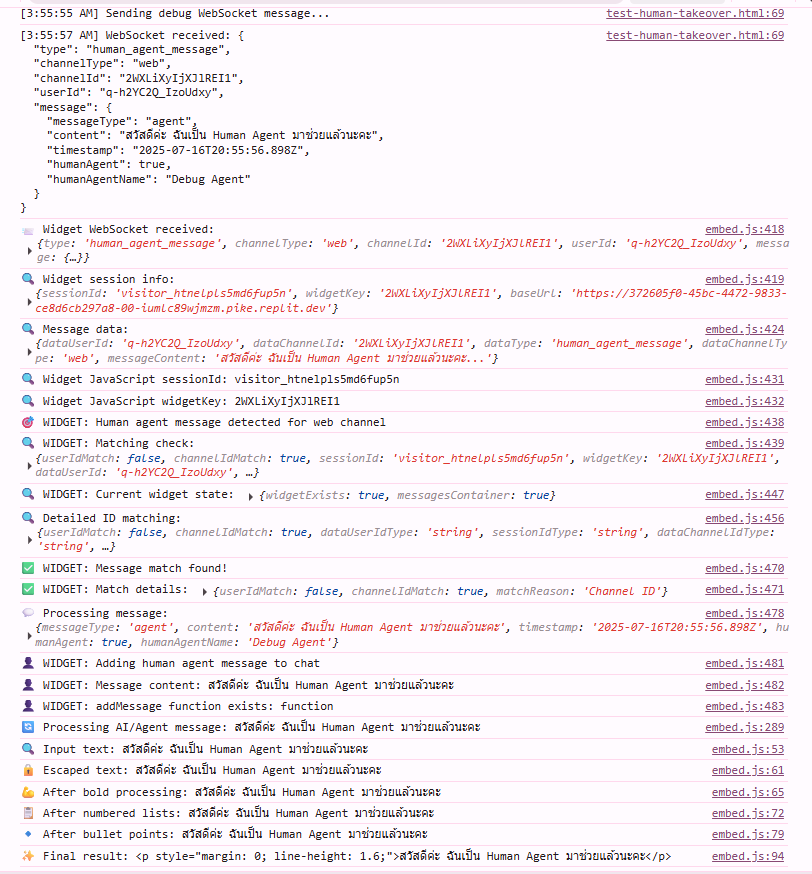 [3:55:55 AM] Sending debug WebSocket message... test-human-takeover.html:69
[3:55:57 AM] WebSocket received: { test-human-takeover.html:69
"type": "human_agent_message",
"channelType": "web",
"channelId": "2WXLiXyIjXJlREI1",
"userId": "q-h2YC2Q_IzoUdxy",
"message": {
"messageType": "agent",
"content": "สวัสดีค่ะ ฉันเป็น Human Agent มาช่วยแล้วนะคะ",
"timestamp": "2025-07-16T20:55:56.898Z",
"humanAgent": true,
"humanAgentName": "Debug Agent"
}
}
📨 Widget WebSocket received: embed.js:418
{type: 'human_agent_message', channelType: 'web', channelId: '2WXLiXyIjXJlREI1', userId: 'q-h2YC2Q_IzoUdxy', messa
ge: {…}}
🔍 Widget session info: embed.js:419
{sessionId: 'visitor_htnelpls5md6fup5n', widgetKey: '2WXLiXyIjXJlREI1', baseUrl: 'https://372605f0-45bc-4472-9833-
ce8d6cb297a8-00-iumlc89wjmzm.pike.replit.dev'}
🔍 Message data: embed.js:424
{dataUserId: 'q-h2YC2Q_IzoUdxy', dataChannelId: '2WXLiXyIjXJlREI1', dataType: 'human_agent_message', dataChannelTy
pe: 'web', messageContent: 'สวัสดีค่ะ ฉันเป็น Human Agent มาช่วยแล้วนะคะ...'}
🔍 Widget JavaScript sessionId: visitor_htnelpls5md6fup5n embed.js:431
🔍 Widget JavaScript widgetKey: 2WXLiXyIjXJlREI1 embed.js:432
🎯 WIDGET: Human agent message detected for web channel embed.js:438
🔍 WIDGET: Matching check: embed.js:439
{userIdMatch: false, channelIdMatch: true, sessionId: 'visitor_htnelpls5md6fup5n', widgetKey: '2WXLiXyIjXJlREI1',
dataUserId: 'q-h2YC2Q_IzoUdxy', …}
🔍 WIDGET: Current widget state: {widgetExists: true, messagesContainer: true} embed.js:447
🔍 Detailed ID matching: embed.js:456
{userIdMatch: false, channelIdMatch: true, dataUserIdType: 'string', sessionIdType: 'string', dataChannelIdType:
'string', …}
✅ WIDGET: Message match found! embed.js:470
✅ WIDGET: Match details: {userIdMatch: false, channelIdMatch: true, matchReason: 'Channel ID'} embed.js:471
💬 Processing message: embed.js:478
{messageType: 'agent', content: 'สวัสดีค่ะ ฉันเป็น Human Agent มาช่วยแล้วนะคะ', timestamp: '2025-07-16T20:55:56.898Z', hu
manAgent: true, humanAgentName: 'Debug Agent'}
👤 WIDGET: Adding human agent message to chat embed.js:481
👤 WIDGET: Message content: สวัสดีค่ะ ฉันเป็น Human Agent มาช่วยแล้วนะคะ embed.js:482
👤 WIDGET: addMessage function exists: function embed.js:483
🔄 Processing AI/Agent message: สวัสดีค่ะ ฉันเป็น Human Agent มาช่วยแล้วนะคะ embed.js:289
🔍 Input text: สวัสดีค่ะ ฉันเป็น Human Agent มาช่วยแล้วนะคะ embed.js:53
🔒 Escaped text: สวัสดีค่ะ ฉันเป็น Human Agent มาช่วยแล้วนะคะ embed.js:61
💪 After bold processing: สวัสดีค่ะ ฉันเป็น Human Agent มาช่วยแล้วนะคะ embed.js:65
📋 After numbered lists: สวัสดีค่ะ ฉันเป็น Human Agent มาช่วยแล้วนะคะ embed.js:72
🔹 After bullet points: สวัสดีค่ะ ฉันเป็น Human Agent มาช่วยแล้วนะคะ embed.js:79
✨ Final result: <p style="margin: 0; line-height: 1.6;">สวัสดีค่ะ ฉันเป็น Human Agent มาช่วยแล้วนะคะ</p> embed.js:94